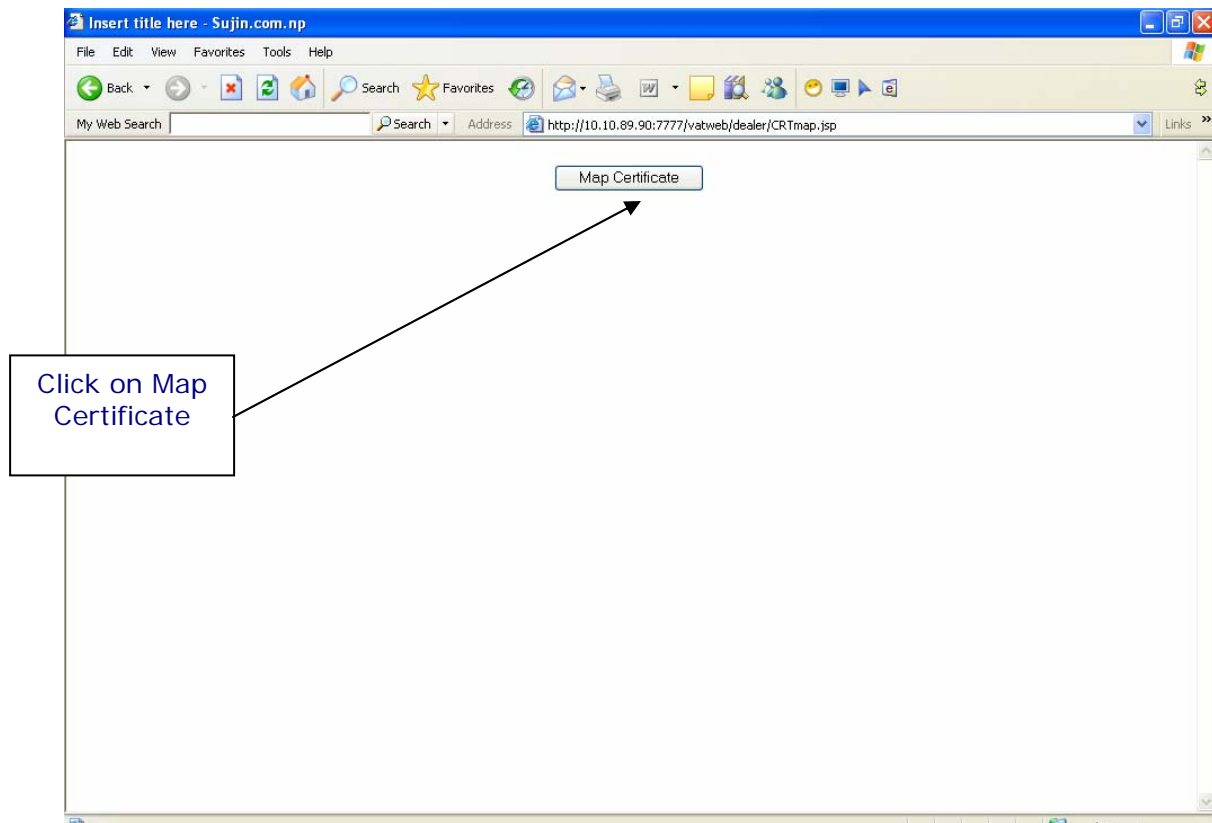 Insert title here - Sujin.com.np
File Edit View Favorites Tools Help
Back Search Favorites
My Web Search Search Address http://10.10.89.90:7777/vatweb/dealer/CRTmap.jsp Links »
Map Certificate
Click on Map
Certificate